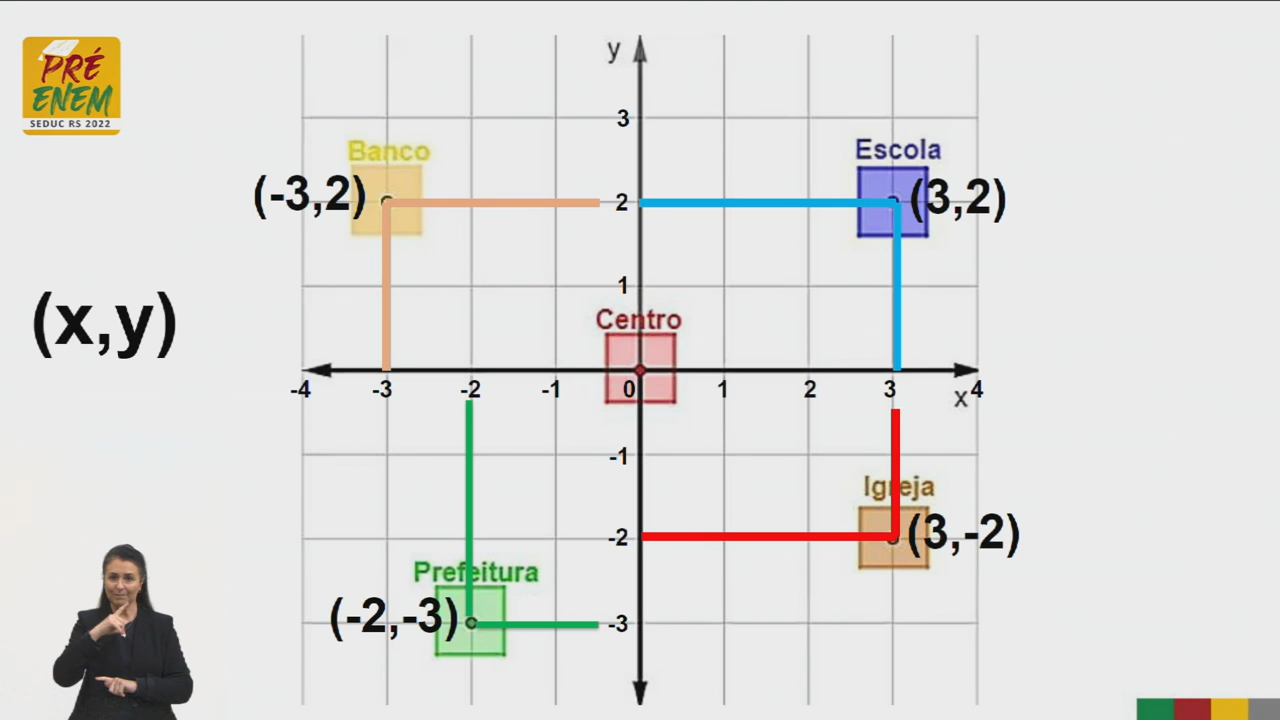 PRÉ
ENEM
SEDUC RS 2022
y
3
Banco
Escola
(-3,2)
2
(3,2)
1
(x,y)
Centro
-4 -3 -2 -1 0 1 2 3 4
x
-1
Igreja
-2
(3,-2)
Prefeitura
(-2,-3)
-3